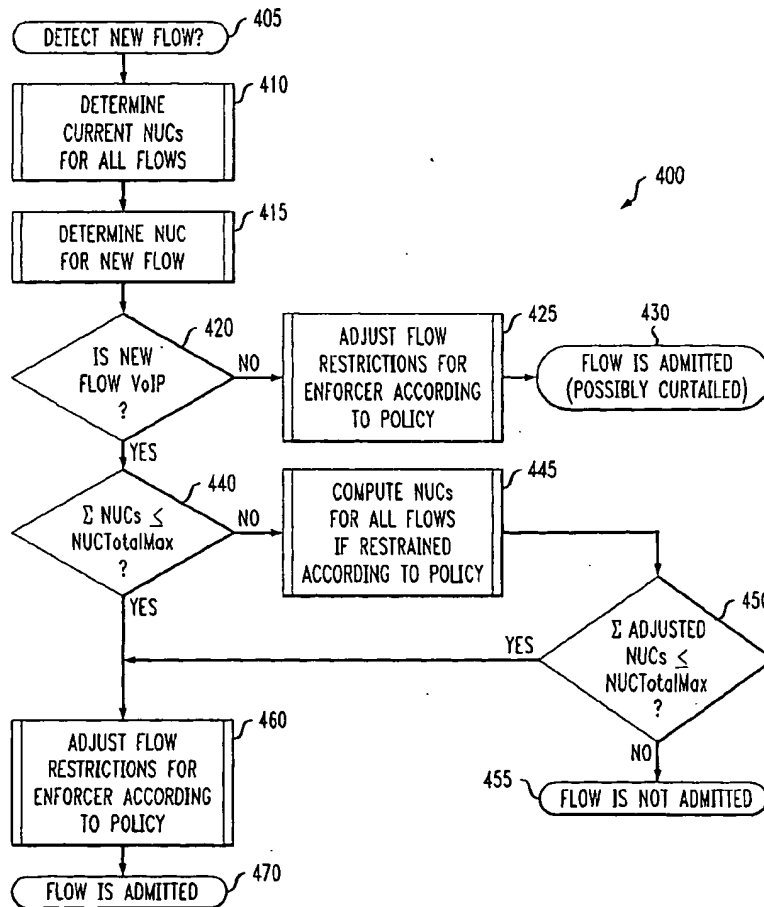 DETECT NEW FLOW?
405
DETERMINE
CURRENT NUCs
FOR ALL FLOWS
410
400
DETERMINE NUC
FOR NEW FLOW
415
IS NEW
FLOW VoIP
?
420
NO
YES
ADJUST FLOW
RESTRICTIONS FOR
ENFORCER ACCORDING
TO POLICY
425
430
FLOW IS ADMITTED
(POSSIBLY CURTAILED)
Σ NUCs ≤
NUCTotalMax
?
440
NO
YES
COMPUTE NUCs
FOR ALL FLOWS
IF RESTRAINED
ACCORDING TO POLICY
445
Σ ADJUSTED
NUCs ≤
NUCTotalMax
?
450
YES
NO
455
FLOW IS NOT ADMITTED
ADJUST FLOW
RESTRICTIONS FOR
ENFORCER ACCORDING
TO POLICY
460
FLOW IS ADMITTED
470